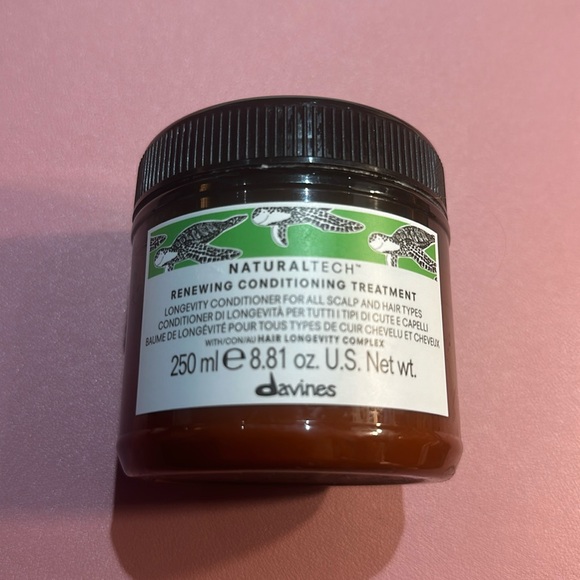 NATURALTECH™
RENEWING CONDITIONING TREATMENT
LONGEVITY CONDITIONER FOR ALL SCALP AND HAIR TYPES
CONDITIONER DI LONGEVITÀ PER TUTTI I TIPI DI CUTE E CAPELLI
BAUME DE LONGÉVITÉ POUR TOUS TYPES DE CUIR CHEVELU ET CHEVEUX
WITH/CON/AU HAIR LONGEVITY COMPLEX
250 ml e 8.81 oz. U.S. Net wt.
davines